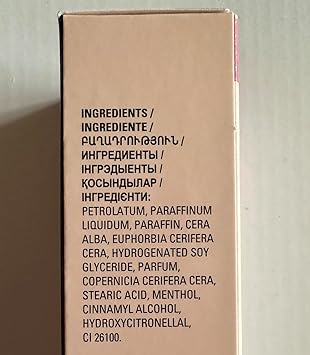 INGREDIENTS /
INGREDIENTE /
ԲԱՂԱԴՐՈՒԹՅՈՒՆ /
ИНГРЕДИЕНТЫ /
ІНГРЭДЫЕНТЫ /
ҚОСЫНДЫЛАР /
ІНГРЕДІЄНТИ:
PETROLATUM, PARAFFINUM
LIQUIDUM, PARAFFIN, CERA
ALBA, EUPHORBIA CERIFERA
CERA, HYDROGENATED SOY
GLYCERIDE, PARFUM,
COPERNICIA CERIFERA CERA,
STEARIC ACID, MENTHOL,
CINNAMYL ALCOHOL,
HYDROXYCITRONELLAL,
CI 26100.